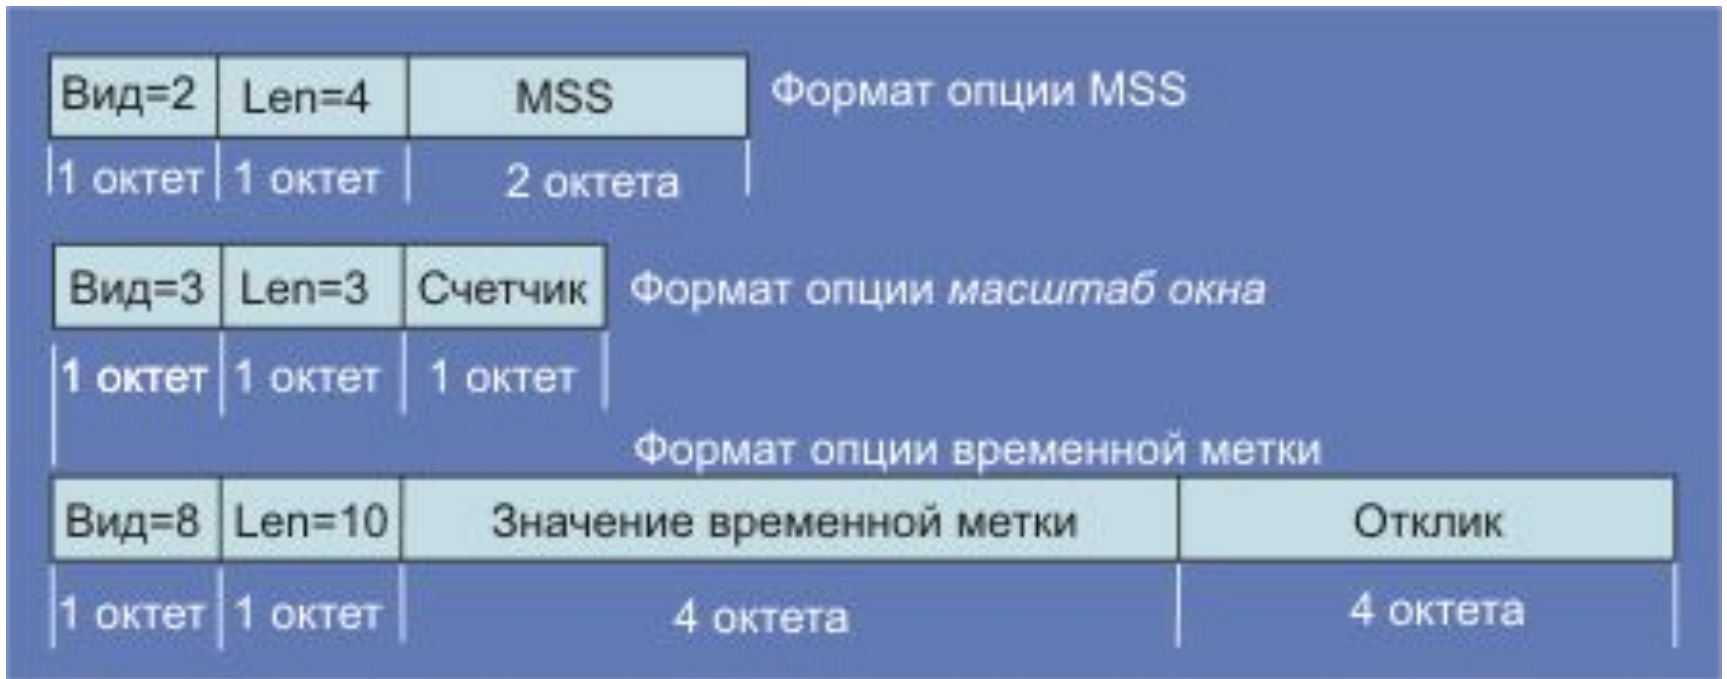 Вид=2 Len=4 MSS Формат опции MSS
1 октет 1 октет 2 октета
Вид=3 Len=3 Счетчик Формат опции масштаб окна
1 октет 1 октет 1 октет
Формат опции временной метки
Вид=8 Len=10 Значение временной метки Отклик
1 октет 1 октет 4 октета 4 октета